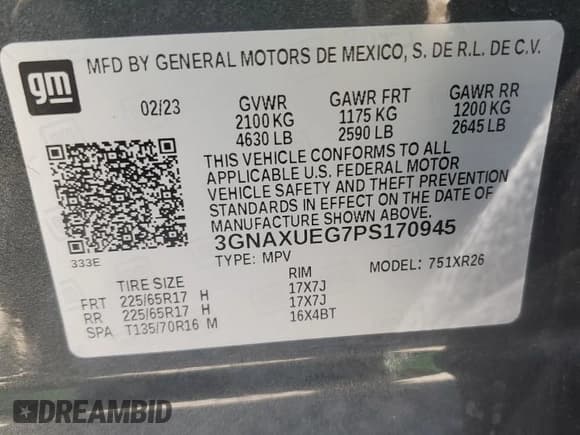 gm
MFD BY GENERAL MOTORS DE MEXICO, S. DE R.L. DE C.V.
02/23 GVWR GAWR FRT GAWR RR
2100 KG 1175 KG 1200 KG
4630 LB 2590 LB 2645 LB
THIS VEHICLE CONFORMS TO ALL
APPLICABLE U.S. FEDERAL MOTOR
VEHICLE SAFETY AND THEFT PREVENTION
STANDARDS IN EFFECT ON THE DATE OF
MANUFACTURE SHOWN ABOVE.
333E 3GNAXUEG7PS170945
TYPE: MPV MODEL: 751XR26
TIRE SIZE RIM
FRT 225/65R17 H 17X7J
RR 225/65R17 H 17X7J
SPA T135/70R16 M 16X4BT
DREAMBID